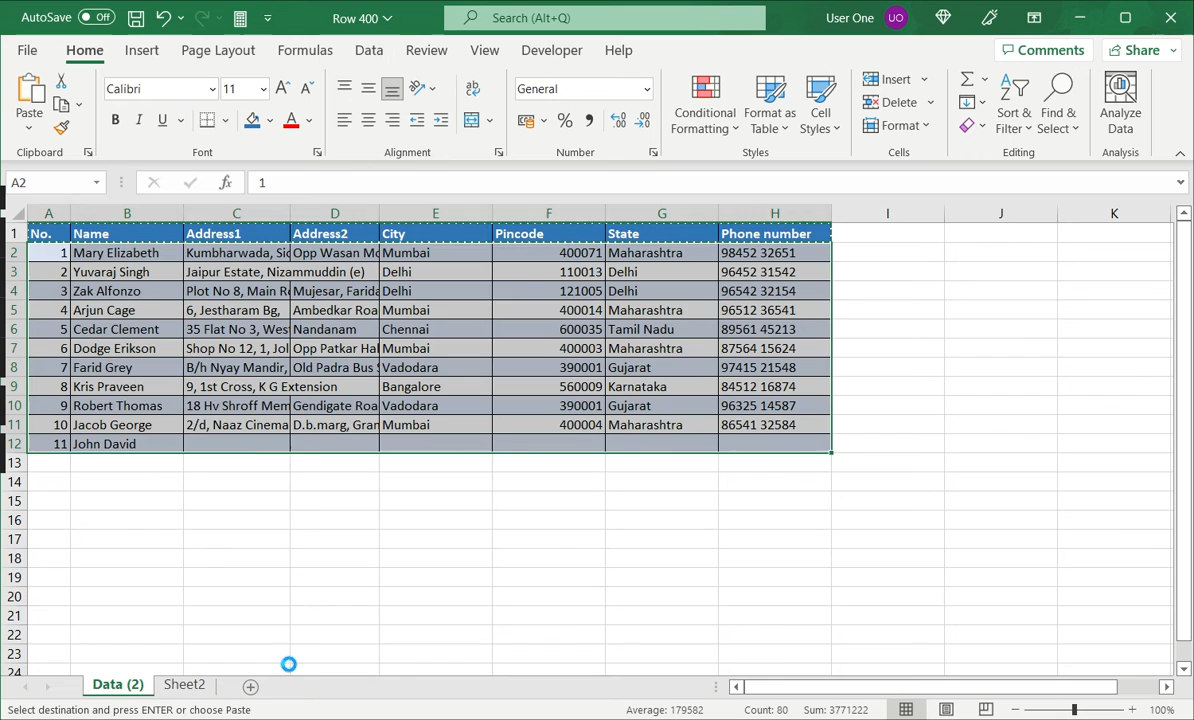 AutoSave Off Row 400 Search (Alt+Q) User One UO
File Home Insert Page Layout Formulas Data Review View Developer Help Comments Share
Paste Calibri 11 General Conditional Formatting Format as Table Cell Styles Insert Delete Format Sort & Filter Find & Select Analyze Data
Clipboard Font Alignment Number Styles Cells Editing Analysis
A2 fx 1
A B C D E F G H I J K
1 No. Name Address1 Address2 City Pincode State Phone number
2 1 Mary Elizabeth Kumbharwada, Sio Opp Wasan Mo Mumbai 400071 Maharashtra 98452 32651
3 2 Yuvaraj Singh Jaipur Estate, Nizammuddin (e) Delhi 110013 Delhi 96452 31542
4 3 Zak Alfonzo Plot No 8, Main Ro Mujesar, Farida Delhi 121005 Delhi 96542 32154
5 4 Arjun Cage 6, Jestharam Bg, Ambedkar Roa Mumbai 400014 Maharashtra 96512 36541
6 5 Cedar Clement 35 Flat No 3, West Nandanam Chennai 600035 Tamil Nadu 89561 45213
7 6 Dodge Erikson Shop No 12, 1, Jol Opp Patkar Hal Mumbai 400003 Maharashtra 87564 15624
8 7 Farid Grey B/h Nyay Mandir, Old Padra Bus S Vadodara 390001 Gujarat 97415 21548
9 8 Kris Praveen 9, 1st Cross, K G Extension Bangalore 560009 Karnataka 84512 16874
10 9 Robert Thomas 18 Hv Shroff Mem Gendigate Roa Vadodara 390001 Gujarat 96325 14587
11 10 Jacob George 2/d, Naaz Cinema D.b.marg, Gran Mumbai 400004 Maharashtra 86541 32584
12 11 John David
13
14
15
16
17
18
19
20
21
22
23
24
Data (2) Sheet2
Select destination and press ENTER or choose Paste Average: 179582 Count: 80 Sum: 3771222 100%